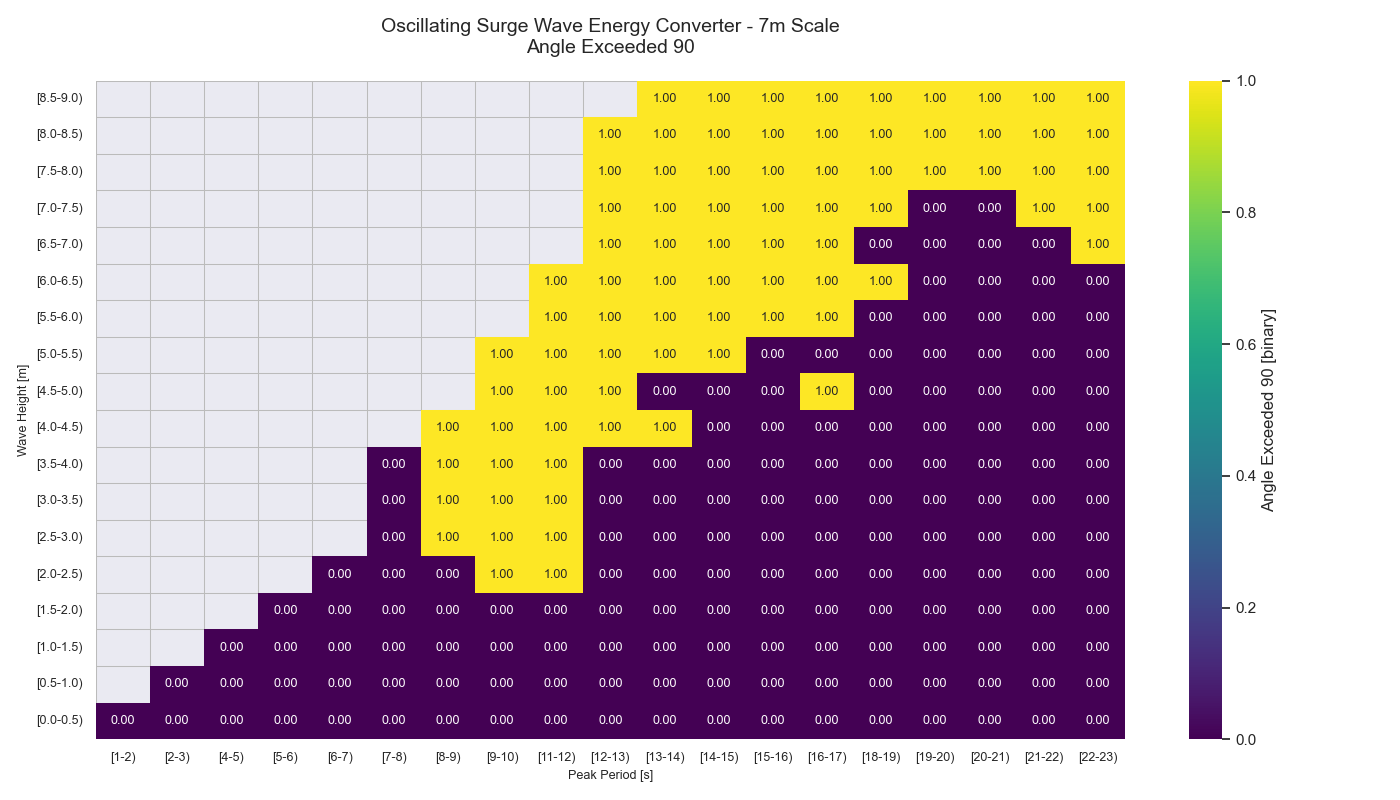 Oscillating Surge Wave Energy Converter - 7m Scale
Angle Exceeded 90
[8.5-9.0) 1.00 1.00 1.00 1.00 1.00 1.00 1.00 1.00 1.00
[8.0-8.5) 1.00 1.00 1.00 1.00 1.00 1.00 1.00 1.00 1.00 1.00
[7.5-8.0) 1.00 1.00 1.00 1.00 1.00 1.00 1.00 1.00 1.00 1.00
[7.0-7.5) 1.00 1.00 1.00 1.00 1.00 1.00 0.00 0.00 1.00 1.00
[6.5-7.0) 1.00 1.00 1.00 1.00 1.00 0.00 0.00 0.00 0.00 1.00
[6.0-6.5) 1.00 1.00 1.00 1.00 1.00 1.00 1.00 0.00 0.00 0.00 0.00
[5.5-6.0) 1.00 1.00 1.00 1.00 1.00 1.00 0.00 0.00 0.00 0.00 0.00
[5.0-5.5) 1.00 1.00 1.00 1.00 1.00 0.00 0.00 0.00 0.00 0.00 0.00 0.00
[4.5-5.0) 1.00 1.00 1.00 0.00 0.00 0.00 1.00 0.00 0.00 0.00 0.00 0.00
[4.0-4.5) 1.00 1.00 1.00 1.00 1.00 0.00 0.00 0.00 0.00 0.00 0.00 0.00 0.00
[3.5-4.0) 0.00 1.00 1.00 1.00 0.00 0.00 0.00 0.00 0.00 0.00 0.00 0.00 0.00 0.00
[3.0-3.5) 0.00 1.00 1.00 1.00 0.00 0.00 0.00 0.00 0.00 0.00 0.00 0.00 0.00 0.00
[2.5-3.0) 0.00 1.00 1.00 1.00 0.00 0.00 0.00 0.00 0.00 0.00 0.00 0.00 0.00 0.00
[2.0-2.5) 0.00 0.00 0.00 1.00 1.00 0.00 0.00 0.00 0.00 0.00 0.00 0.00 0.00 0.00 0.00
[1.5-2.0) 0.00 0.00 0.00 0.00 0.00 0.00 0.00 0.00 0.00 0.00 0.00 0.00 0.00 0.00 0.00 0.00
[1.0-1.5) 0.00 0.00 0.00 0.00 0.00 0.00 0.00 0.00 0.00 0.00 0.00 0.00 0.00 0.00 0.00 0.00 0.00
[0.5-1.0) 0.00 0.00 0.00 0.00 0.00 0.00 0.00 0.00 0.00 0.00 0.00 0.00 0.00 0.00 0.00 0.00 0.00 0.00
[0.0-0.5) 0.00 0.00 0.00 0.00 0.00 0.00 0.00 0.00 0.00 0.00 0.00 0.00 0.00 0.00 0.00 0.00 0.00 0.00 0.00
[1-2) [2-3) [4-5) [5-6) [6-7) [7-8) [8-9) [9-10) [11-12) [12-13) [13-14) [14-15) [15-16) [16-17) [18-19) [19-20) [20-21) [21-22) [22-23)
Peak Period [s]
Wave Height [m]
1.0
0.8
0.6
0.4
0.2
0.0
Angle Exceeded 90 [binary]